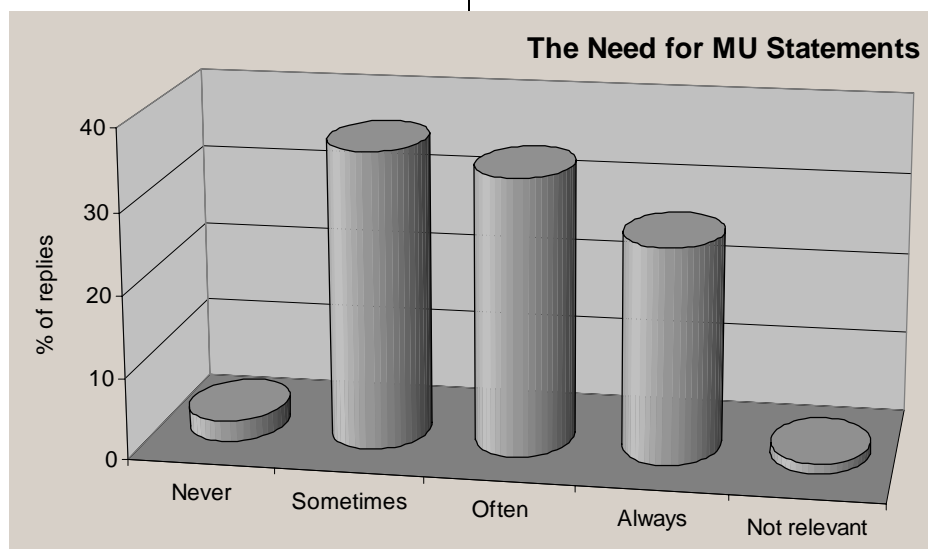 The Need for MU Statements
% of replies
40
30
20
10
0
Never
Sometimes
Often
Always
Not relevant